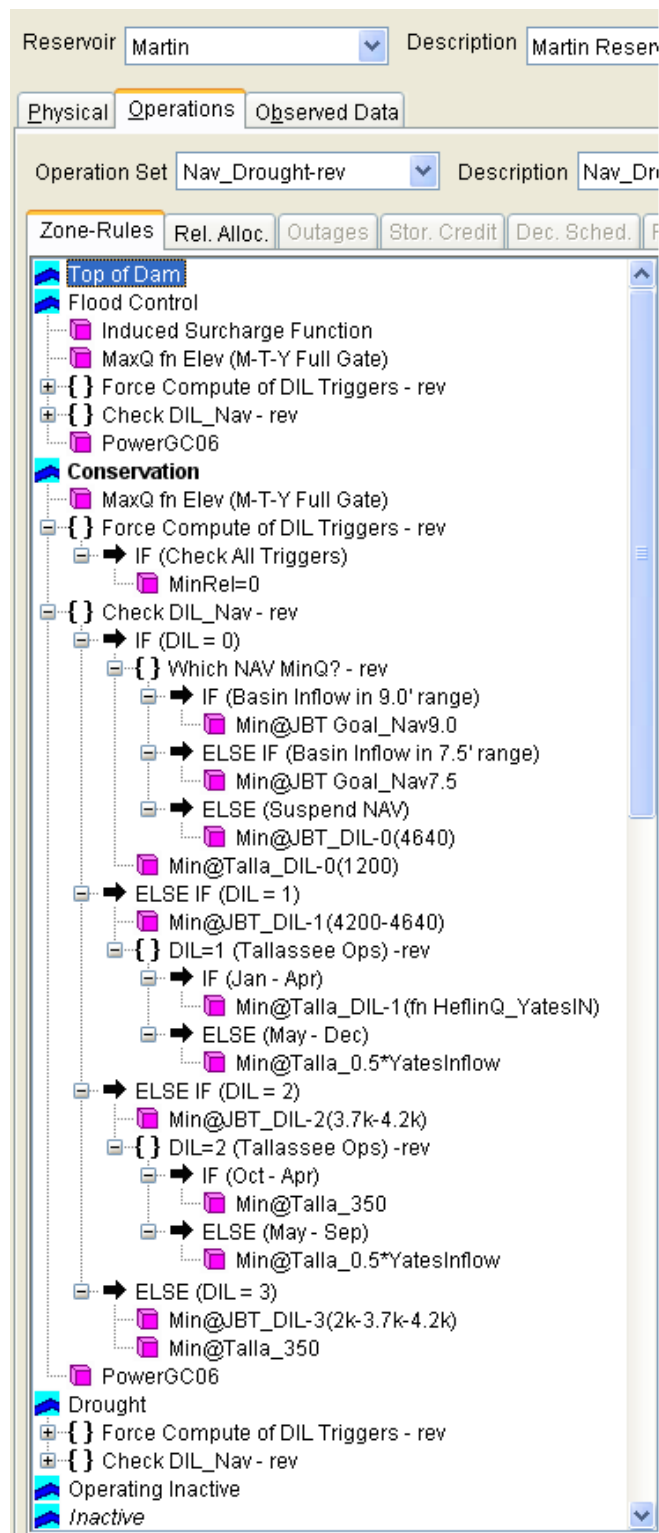 Reservoir Martin Description Martin Reser
Physical Operations Observed Data
Operation Set Nav_Drought-rev Description Nav_Dr
Zone-Rules Rel. Alloc. Outages Stor. Credit Dec. Sched.
Top of Dam
Flood Control
Induced Surcharge Function
MaxQ fn Elev (M-T-Y Full Gate)
{ } Force Compute of DIL Triggers - rev
{ } Check DIL_Nav - rev
PowerGC06
Conservation
MaxQ fn Elev (M-T-Y Full Gate)
{ } Force Compute of DIL Triggers - rev
IF (Check All Triggers)
MinRel=0
{ } Check DIL_Nav - rev
IF (DIL = 0)
{ } Which NAV MinQ? - rev
IF (Basin Inflow in 9.0' range)
Min@JBT Goal_Nav9.0
ELSE IF (Basin Inflow in 7.5' range)
Min@JBT Goal_Nav7.5
ELSE (Suspend NAV)
Min@JBT_DIL-0(4640)
Min@Talla_DIL-0(1200)
ELSE IF (DIL = 1)
Min@JBT_DIL-1(4200-4640)
{ } DIL=1 (Tallassee Ops) -rev
IF (Jan - Apr)
Min@Talla_DIL-1(fn HeflinQ_YatesIN)
ELSE (May - Dec)
Min@Talla_0.5*YatesInflow
ELSE IF (DIL = 2)
Min@JBT_DIL-2(3.7k-4.2k)
{ } DIL=2 (Tallassee Ops) -rev
IF (Oct - Apr)
Min@Talla_350
ELSE (May - Sep)
Min@Talla_0.5*YatesInflow
ELSE (DIL = 3)
Min@JBT_DIL-3(2k-3.7k-4.2k)
Min@Talla_350
PowerGC06
Drought
{ } Force Compute of DIL Triggers - rev
{ } Check DIL_Nav - rev
Operating Inactive
Inactive